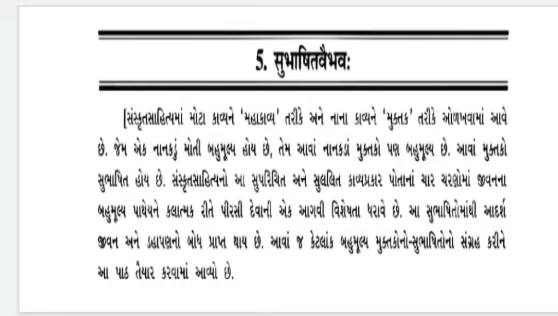 5. सुभाषितवैभवः
[સંસ્કૃતસાહિત્યમાં મોટા કાવ્યને ‘મહાકાવ્ય’ તરીકે અને નાના કાવ્યને ‘મુક્તક’ તરીકે ઓળખવામાં આવે
છે. જેમ એક નાનકડું મોતી બહુમૂલ્ય હોય છે, તેમ આવાં નાનકડાં મુક્તકો પણ બહુમૂલ્ય છે. આવાં મુક્તકો
સુભાષિત હોય છે. સંસ્કૃતસાહિત્યનો આ સુપરિચિત અને સુલલિત કાવ્યપ્રકાર પોતાનાં ચાર ચરણોમાં જીવનના
બહુમૂલ્ય પાથેયને કલાત્મક રીતે પીરસી દેવાની એક આગવી વિશેષતા ધરાવે છે. આ સુભાષિતોમાંથી આદર્શ
જીવન અને ડહાપણનો બોધ પ્રાપ્ત થાય છે. આવાં જ કેટલાંક બહુમૂલ્ય મુક્તકોનો-સુભાષિતોનો સંગ્રહ કરીને
આ પાઠ તૈયાર કરવામાં આવ્યો છે.